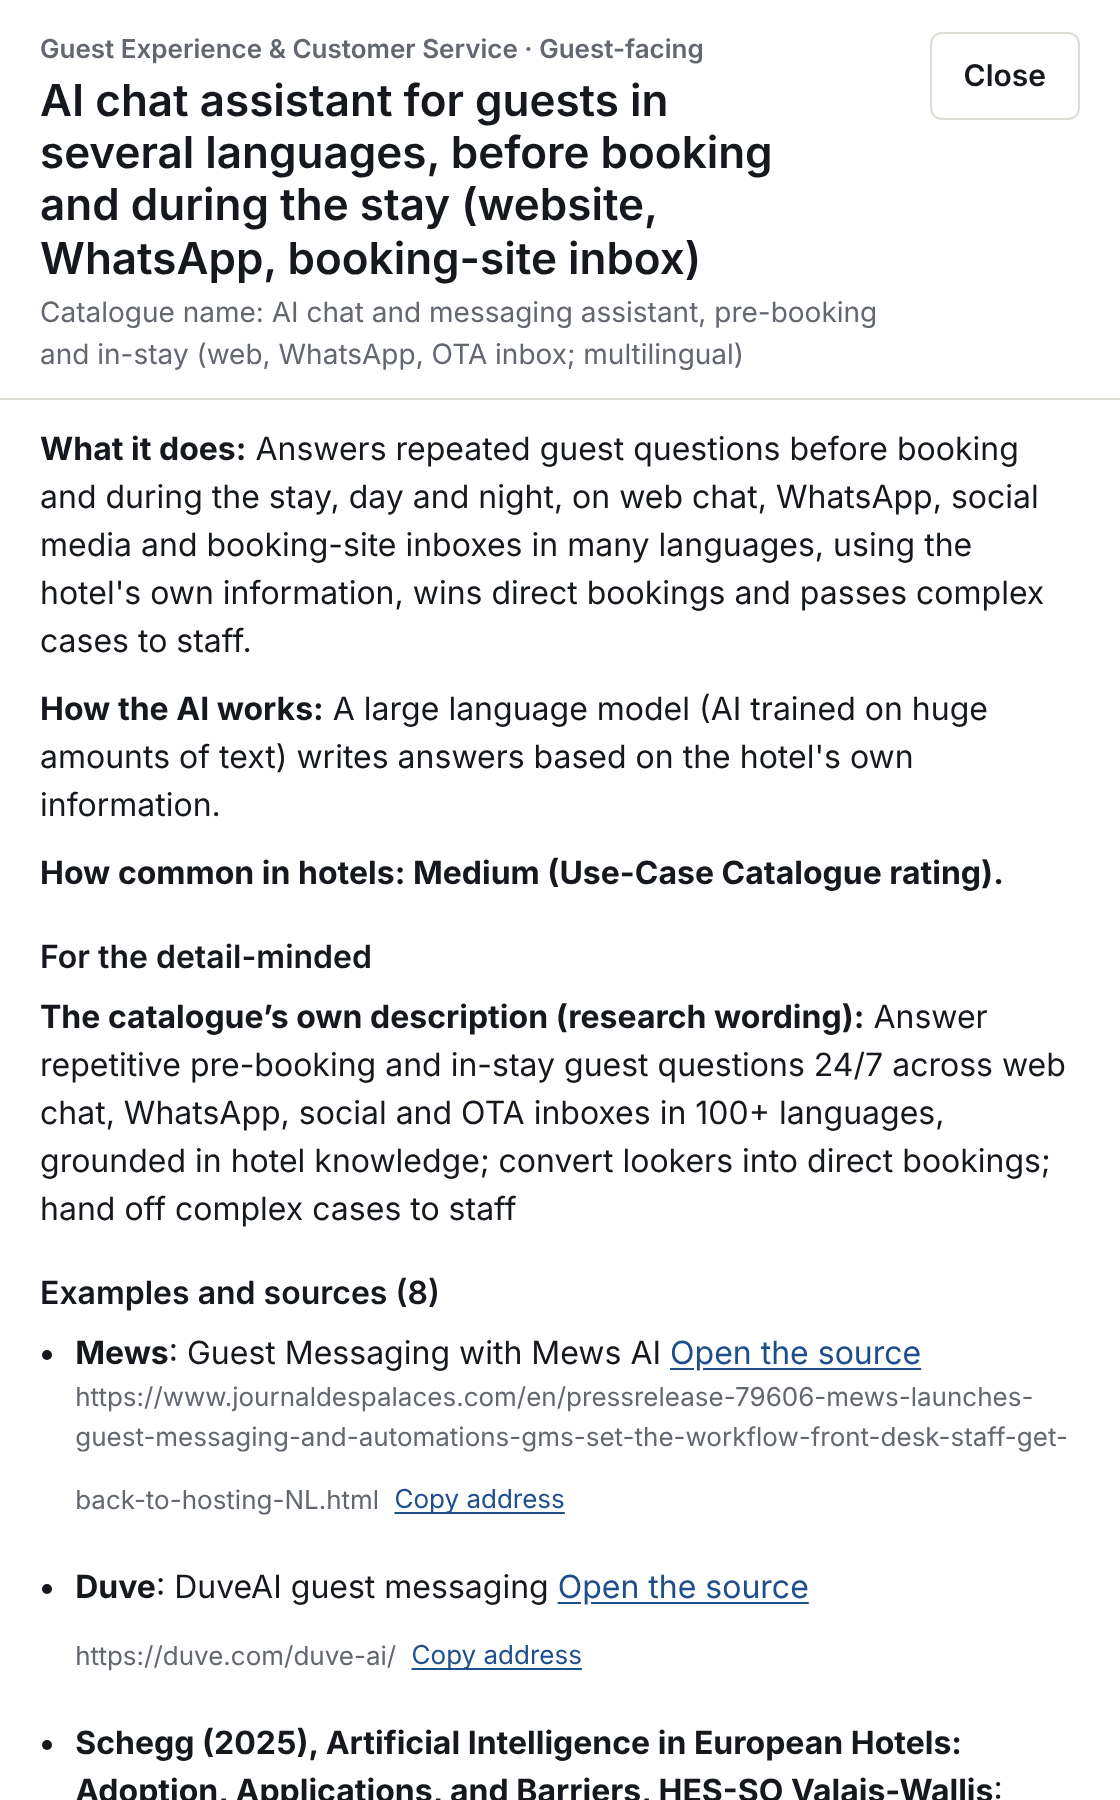 Guest Experience & Customer Service · Guest-facing
Close
AI chat assistant for guests in
several languages, before booking
and during the stay (website,
WhatsApp, booking-site inbox)
Catalogue name: AI chat and messaging assistant, pre-booking
and in-stay (web, WhatsApp, OTA inbox; multilingual)
What it does: Answers repeated guest questions before booking
and during the stay, day and night, on web chat, WhatsApp, social
media and booking-site inboxes in many languages, using the
hotel's own information, wins direct bookings and passes complex
cases to staff.
How the AI works: A large language model (AI trained on huge
amounts of text) writes answers based on the hotel's own
information.
How common in hotels: Medium (Use-Case Catalogue rating).
For the detail-minded
The catalogue’s own description (research wording): Answer
repetitive pre-booking and in-stay guest questions 24/7 across web
chat, WhatsApp, social and OTA inboxes in 100+ languages,
grounded in hotel knowledge; convert lookers into direct bookings;
hand off complex cases to staff
Examples and sources (8)
• Mews: Guest Messaging with Mews AI Open the source
https://www.journaldespalaces.com/en/pressrelease-79606-mews-launches-
guest-messaging-and-automations-gms-set-the-workflow-front-desk-staff-get-
back-to-hosting-NL.html Copy address
• Duve: DuveAI guest messaging Open the source
https://duve.com/duve-ai/ Copy address
• Schegg (2025), Artificial Intelligence in European Hotels:
Adoption, Applications, and Barriers, HES-SO Valais-Wallis: